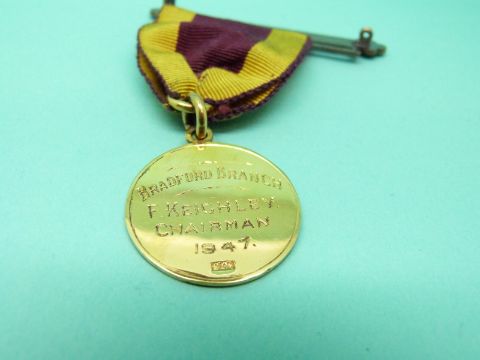 BRADFORD BRANCH
F. KEIGHLEY.
CHAIRMAN
1947.